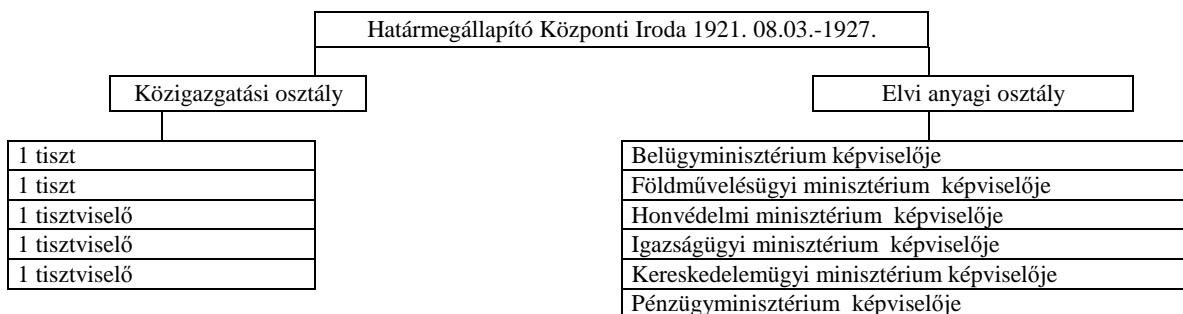 Határmegállapító Központi Iroda 1921. 08.03.-1927.
Közigazgatási osztály
Elvi anyagi osztály
1 tiszt
1 tiszt
1 tisztviselő
1 tisztviselő
1 tisztviselő
Belügyminisztérium képviselője
Földművelésügyi minisztérium képviselője
Honvédelmi minisztérium képviselője
Igazságügyi minisztérium képviselője
Kereskedelemügyi minisztérium képviselője
Pénzügyminisztérium képviselője